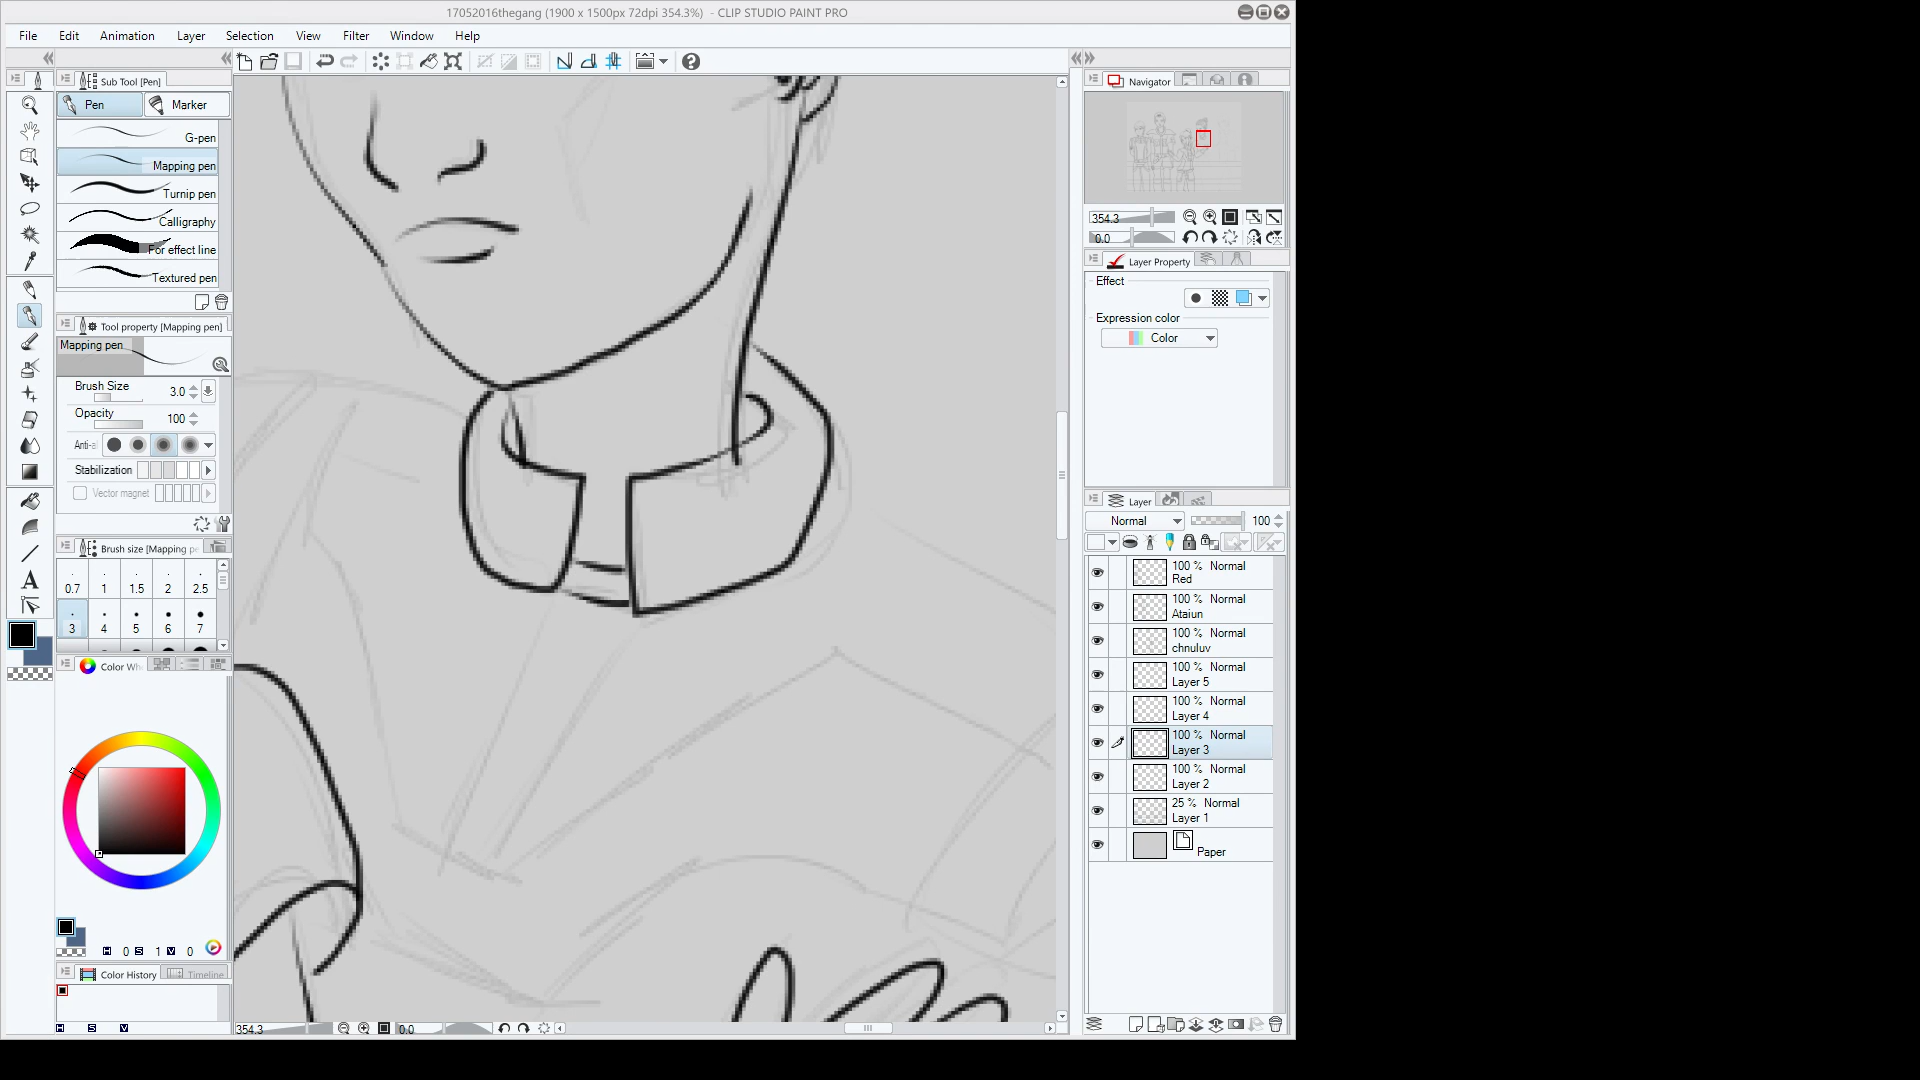 17052016thegang (1900 x 1500px 72dpi 354.3%) - CLIP STUDIO PAINT PRO
File Edit Animation Layer Selection View Filter Window Help
Sub Tool [Pen]
Pen Marker
G-pen
Mapping pen
Turnip pen
Calligraphy
For effect line
Textured pen
Tool property [Mapping pen]
Mapping pen
Brush Size 3.0
Opacity 100
Anti-a
Stabilization
Vector magnet
Brush size [Mapping pe
0.7 1 1.5 2 2.5
3 4 5 6 7
Color Wh
H 0 S 1 V 0
Color History Timeline
H S V
354.3 0.0
Navigator
354.3
0.0
Layer Property
Effect
Expression color
Color
Layer
Normal 100
100 % Normal
Red
100 % Normal
Ataiun
100 % Normal
chnuluv
100 % Normal
Layer 5
100 % Normal
Layer 4
100 % Normal
Layer 3
100 % Normal
Layer 2
25 % Normal
Layer 1
Paper